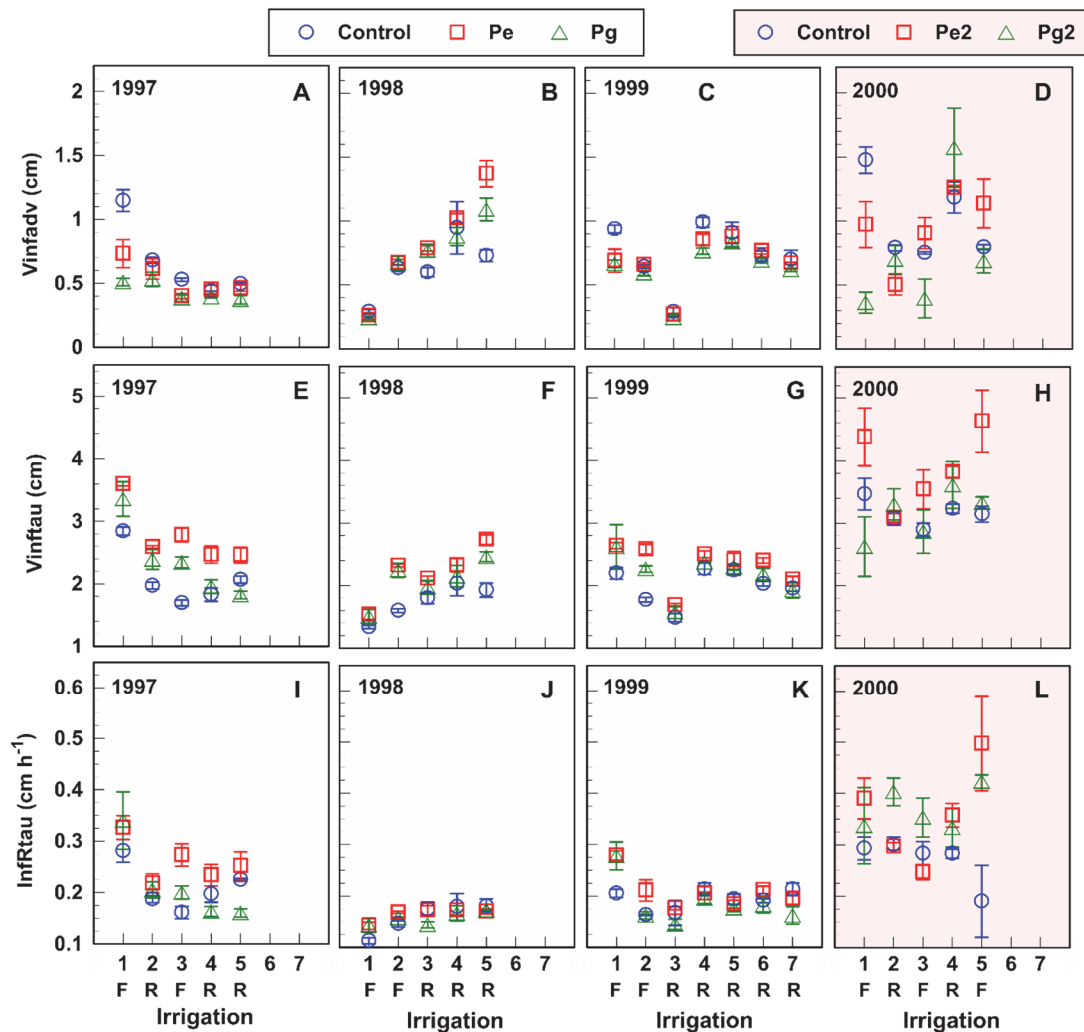 Control Pe Pg Control Pe2 Pg2
1997 A 1998 B 1999 C 2000 D
Vinfadv (cm)
2
1.5
1
0.5
0
1997 E 1998 F 1999 G 2000 H
Vinftau (cm)
5
4
3
2
1
1997 I 1998 J 1999 K 2000 L
InfRtau (cm h⁻¹)
0.6
0.5
0.4
0.3
0.2
0.1
1 2 3 4 5 6 7 1 2 3 4 5 6 7 1 2 3 4 5 6 7 1 2 3 4 5 6 7
F R F R R F F R R R F F R R R R R F R F R F
Irrigation Irrigation Irrigation Irrigation